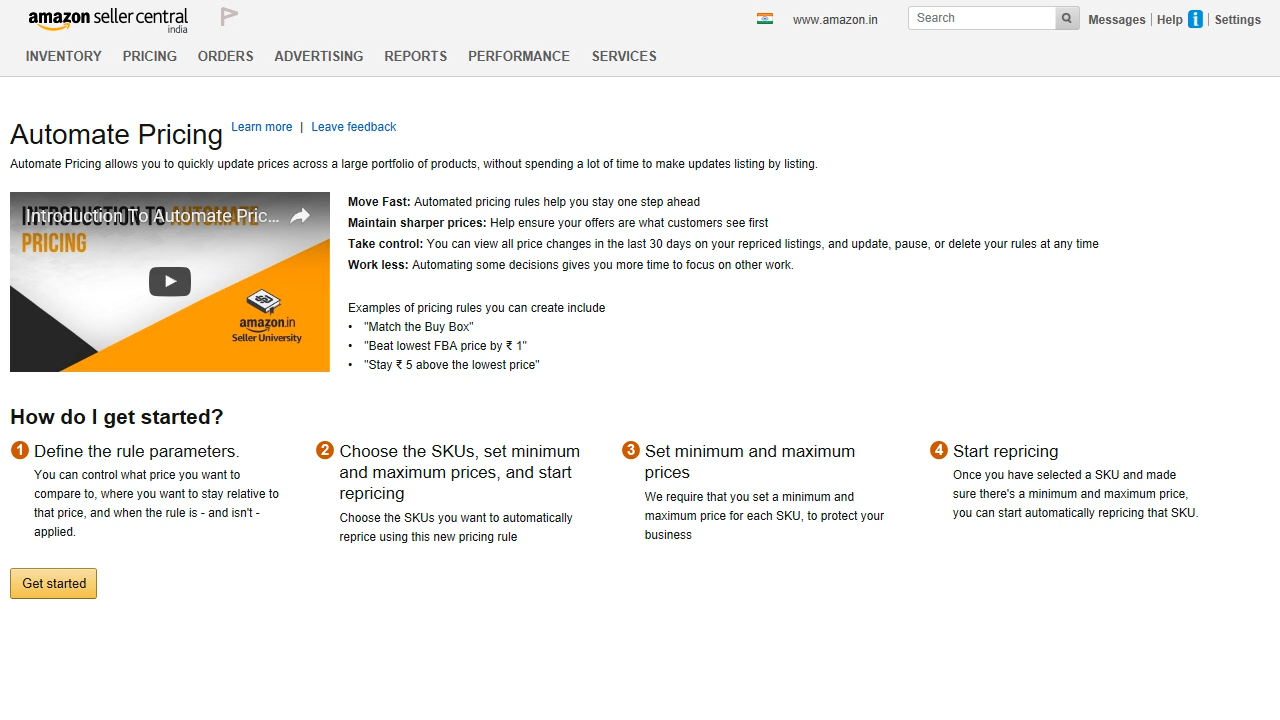 amazon seller central
india
www.amazon.in
Search
Messages | Help i | Settings
INVENTORY PRICING ORDERS ADVERTISING REPORTS PERFORMANCE SERVICES
Automate Pricing Learn more | Leave feedback
Automate Pricing allows you to quickly update prices across a large portfolio of products, without spending a lot of time to make updates listing by listing.
Introduction To Automate Pric...
INTRODUCTION TO AUTOMATE
PRICING
amazon.in
Seller University
Move Fast: Automated pricing rules help you stay one step ahead
Maintain sharper prices: Help ensure your offers are what customers see first
Take control: You can view all price changes in the last 30 days on your repriced listings, and update, pause, or delete your rules at any time
Work less: Automating some decisions gives you more time to focus on other work.
Examples of pricing rules you can create include
• "Match the Buy Box"
• "Beat lowest FBA price by ₹ 1"
• "Stay ₹ 5 above the lowest price"
How do I get started?
1 Define the rule parameters.
You can control what price you want to
compare to, where you want to stay relative to
that price, and when the rule is - and isn't -
applied.
2 Choose the SKUs, set minimum
and maximum prices, and start
repricing
Choose the SKUs you want to automatically
reprice using this new pricing rule
3 Set minimum and maximum
prices
We require that you set a minimum and
maximum price for each SKU, to protect your
business
4 Start repricing
Once you have selected a SKU and made
sure there's a minimum and maximum price,
you can start automatically repricing that SKU.
Get started